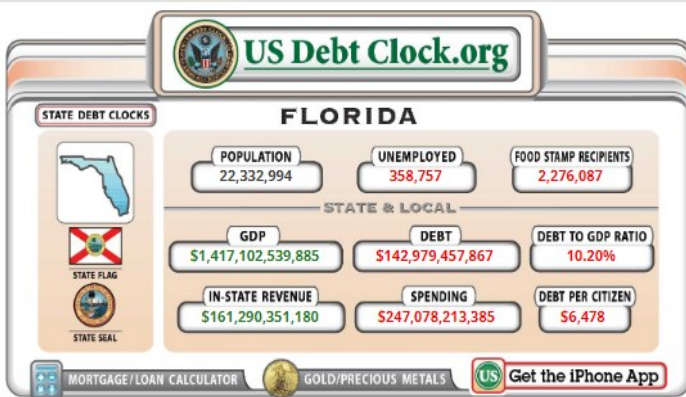 US Debt Clock.org
STATE DEBT CLOCKS
FLORIDA
POPULATION
22,332,994
UNEMPLOYED
358,757
FOOD STAMP RECIPIENTS
2,276,087
STATE & LOCAL
GDP
$1,417,102,539,885
DEBT
$142,979,457,867
DEBT TO GDP RATIO
10.20%
STATE FLAG
IN-STATE REVENUE
$161,290,351,180
SPENDING
$247,078,213,385
DEBT PER CITIZEN
$6,478
STATE SEAL
MORTGAGE/LOAN CALCULATOR
GOLD/PRECIOUS METALS
US
Get the iPhone App